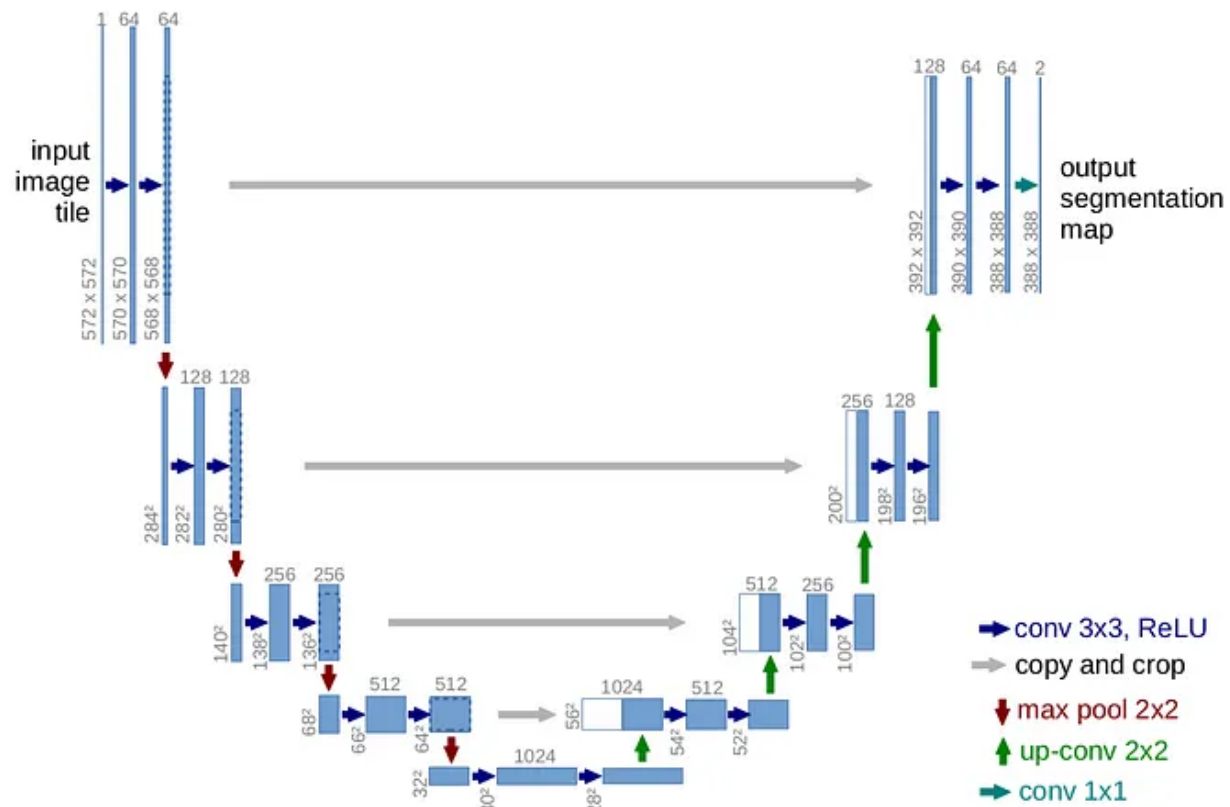 1 64 64
input
image
tile
572 x 572
570 x 570
568 x 568
128 64 64 2
output
segmentation
map
392 x 392
390 x 390
388 x 388
388 x 388
128 128
284²
282²
280²
256 128
200²
198²
196²
256 256
140²
138²
136²
512 256
104²
102²
100²
512 512
68²
66²
64²
1024 512
56²
54²
52²
1024
32²
conv 3x3, ReLU
copy and crop
max pool 2x2
up-conv 2x2
conv 1x1